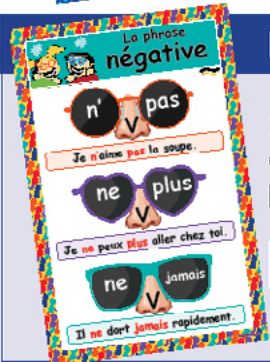 La phrase
négative
n' pas
V
Je n'aime pas la soupe.
ne plus
V
Je ne peux plus aller chez toi.
ne jamais
V
Il ne dort jamais rapidement.